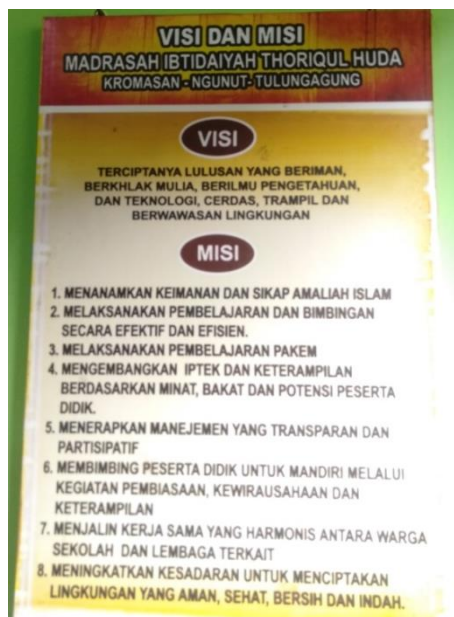 VISI DAN MISI
MADRASAH IBTIDAIYAH THORIQUL HUDA
KROMASAN - NGUNUT- TULUNGAGUNG
VISI
TERCIPTANYA LULUSAN YANG BERIMAN,
BERKHLAK MULIA, BERILMU PENGETAHUAN,
DAN TEKNOLOGI, CERDAS, TRAMPIL DAN
BERWAWASAN LINGKUNGAN
MISI
1. MENANAMKAN KEIMANAN DAN SIKAP AMALIAH ISLAM
2. MELAKSANAKAN PEMBELAJARAN DAN BIMBINGAN
SECARA EFEKTIF DAN EFISIEN.
3. MELAKSANAKAN PEMBELAJARAN PAKEM
4. MENGEMBANGKAN IPTEK DAN KETERAMPILAN
BERDASARKAN MINAT, BAKAT DAN POTENSI PESERTA
DIDIK.
5. MENERAPKAN MANEJEMEN YANG TRANSPARAN DAN
PARTISIPATIF
6. MEMBIMBING PESERTA DIDIK UNTUK MANDIRI MELALUI
KEGIATAN PEMBIASAAN, KEWIRAUSAHAAN DAN
KETERAMPILAN
7. MENJALIN KERJA SAMA YANG HARMONIS ANTARA WARGA
SEKOLAH DAN LEMBAGA TERKAIT
8. MENINGKATKAN KESADARAN UNTUK MENCIPTAKAN
LINGKUNGAN YANG AMAN, SEHAT, BERSIH DAN INDAH.